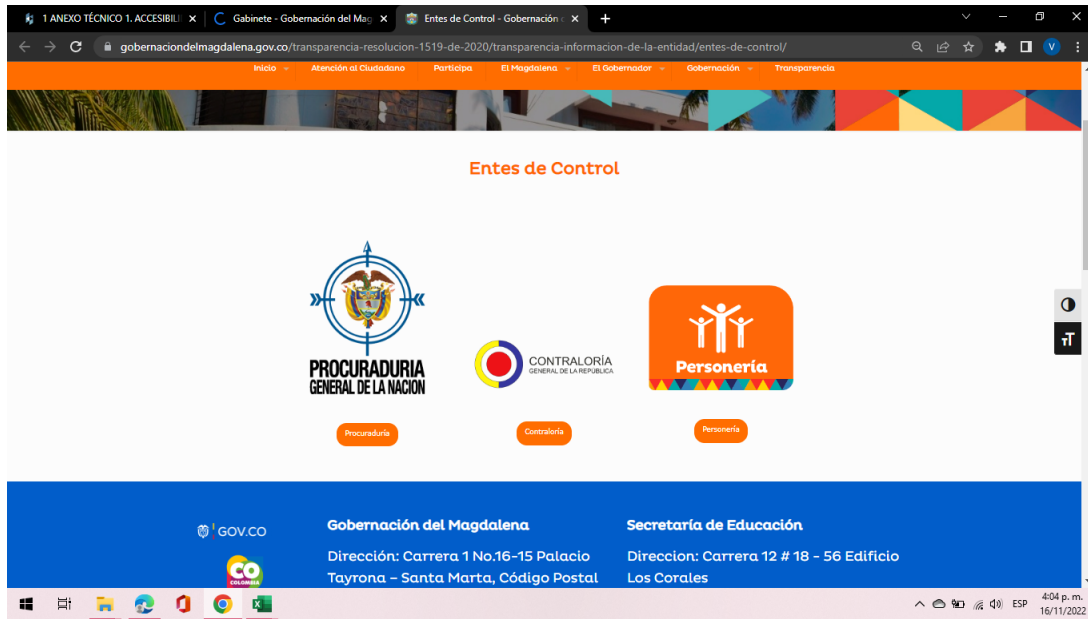 1 ANEXO TÉCNICO 1. ACCESIBILI
Gabinete - Gobernación del Mag
Entes de Control - Gobernación
gobernaciondelmagdalena.gov.co/transparencia-resolucion-1519-de-2020/transparencia-informacion-de-la-entidad/entes-de-control/
V
Inicio Atención al Ciudadano Participa El Magdalena El Gobernador Gobernación Transparencia
Entes de Control
PROCURADURIA
GENERAL DE LA NACION
CONTRALORÍA
GENERAL DE LA REPÚBLICA
Personería
Procuraduría
Contraloría
Personería
GOV.CO
CO
COLOMBIA
Gobernación del Magdalena
Dirección: Carrera 1 No.16-15 Palacio
Tayrona – Santa Marta, Código Postal
Secretaría de Educación
Direccion: Carrera 12 # 18 - 56 Edificio
Los Corales
ESP
4:04 p. m.
16/11/2022